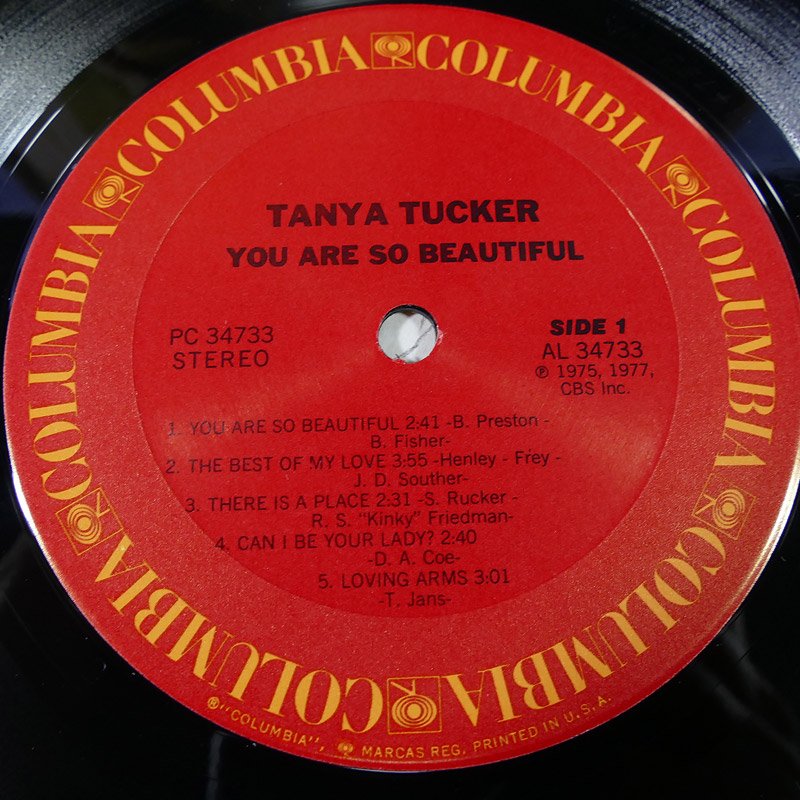 COLUMBIA COLUMBIA COLUMBIA COLUMBIA COLUMBIA COLUMBIA COLUMBIA COLUMBIA
TANYA TUCKER
YOU ARE SO BEAUTIFUL
PC 34733
STEREO
SIDE 1
AL 34733
℗ 1975, 1977,
CBS Inc.
1. YOU ARE SO BEAUTIFUL 2:41 -B. Preston -
B. Fisher-
2. THE BEST OF MY LOVE 3:55 -Henley - Frey -
J. D. Souther-
3. THERE IS A PLACE 2:31 -S. Rucker -
R. S. "Kinky" Friedman-
4. CAN I BE YOUR LADY? 2:40
-D. A. Coe-
5. LOVING ARMS 3:01
-T. Jans-
®"COLUMBIA", MARCAS REG. PRINTED IN U.S.A.